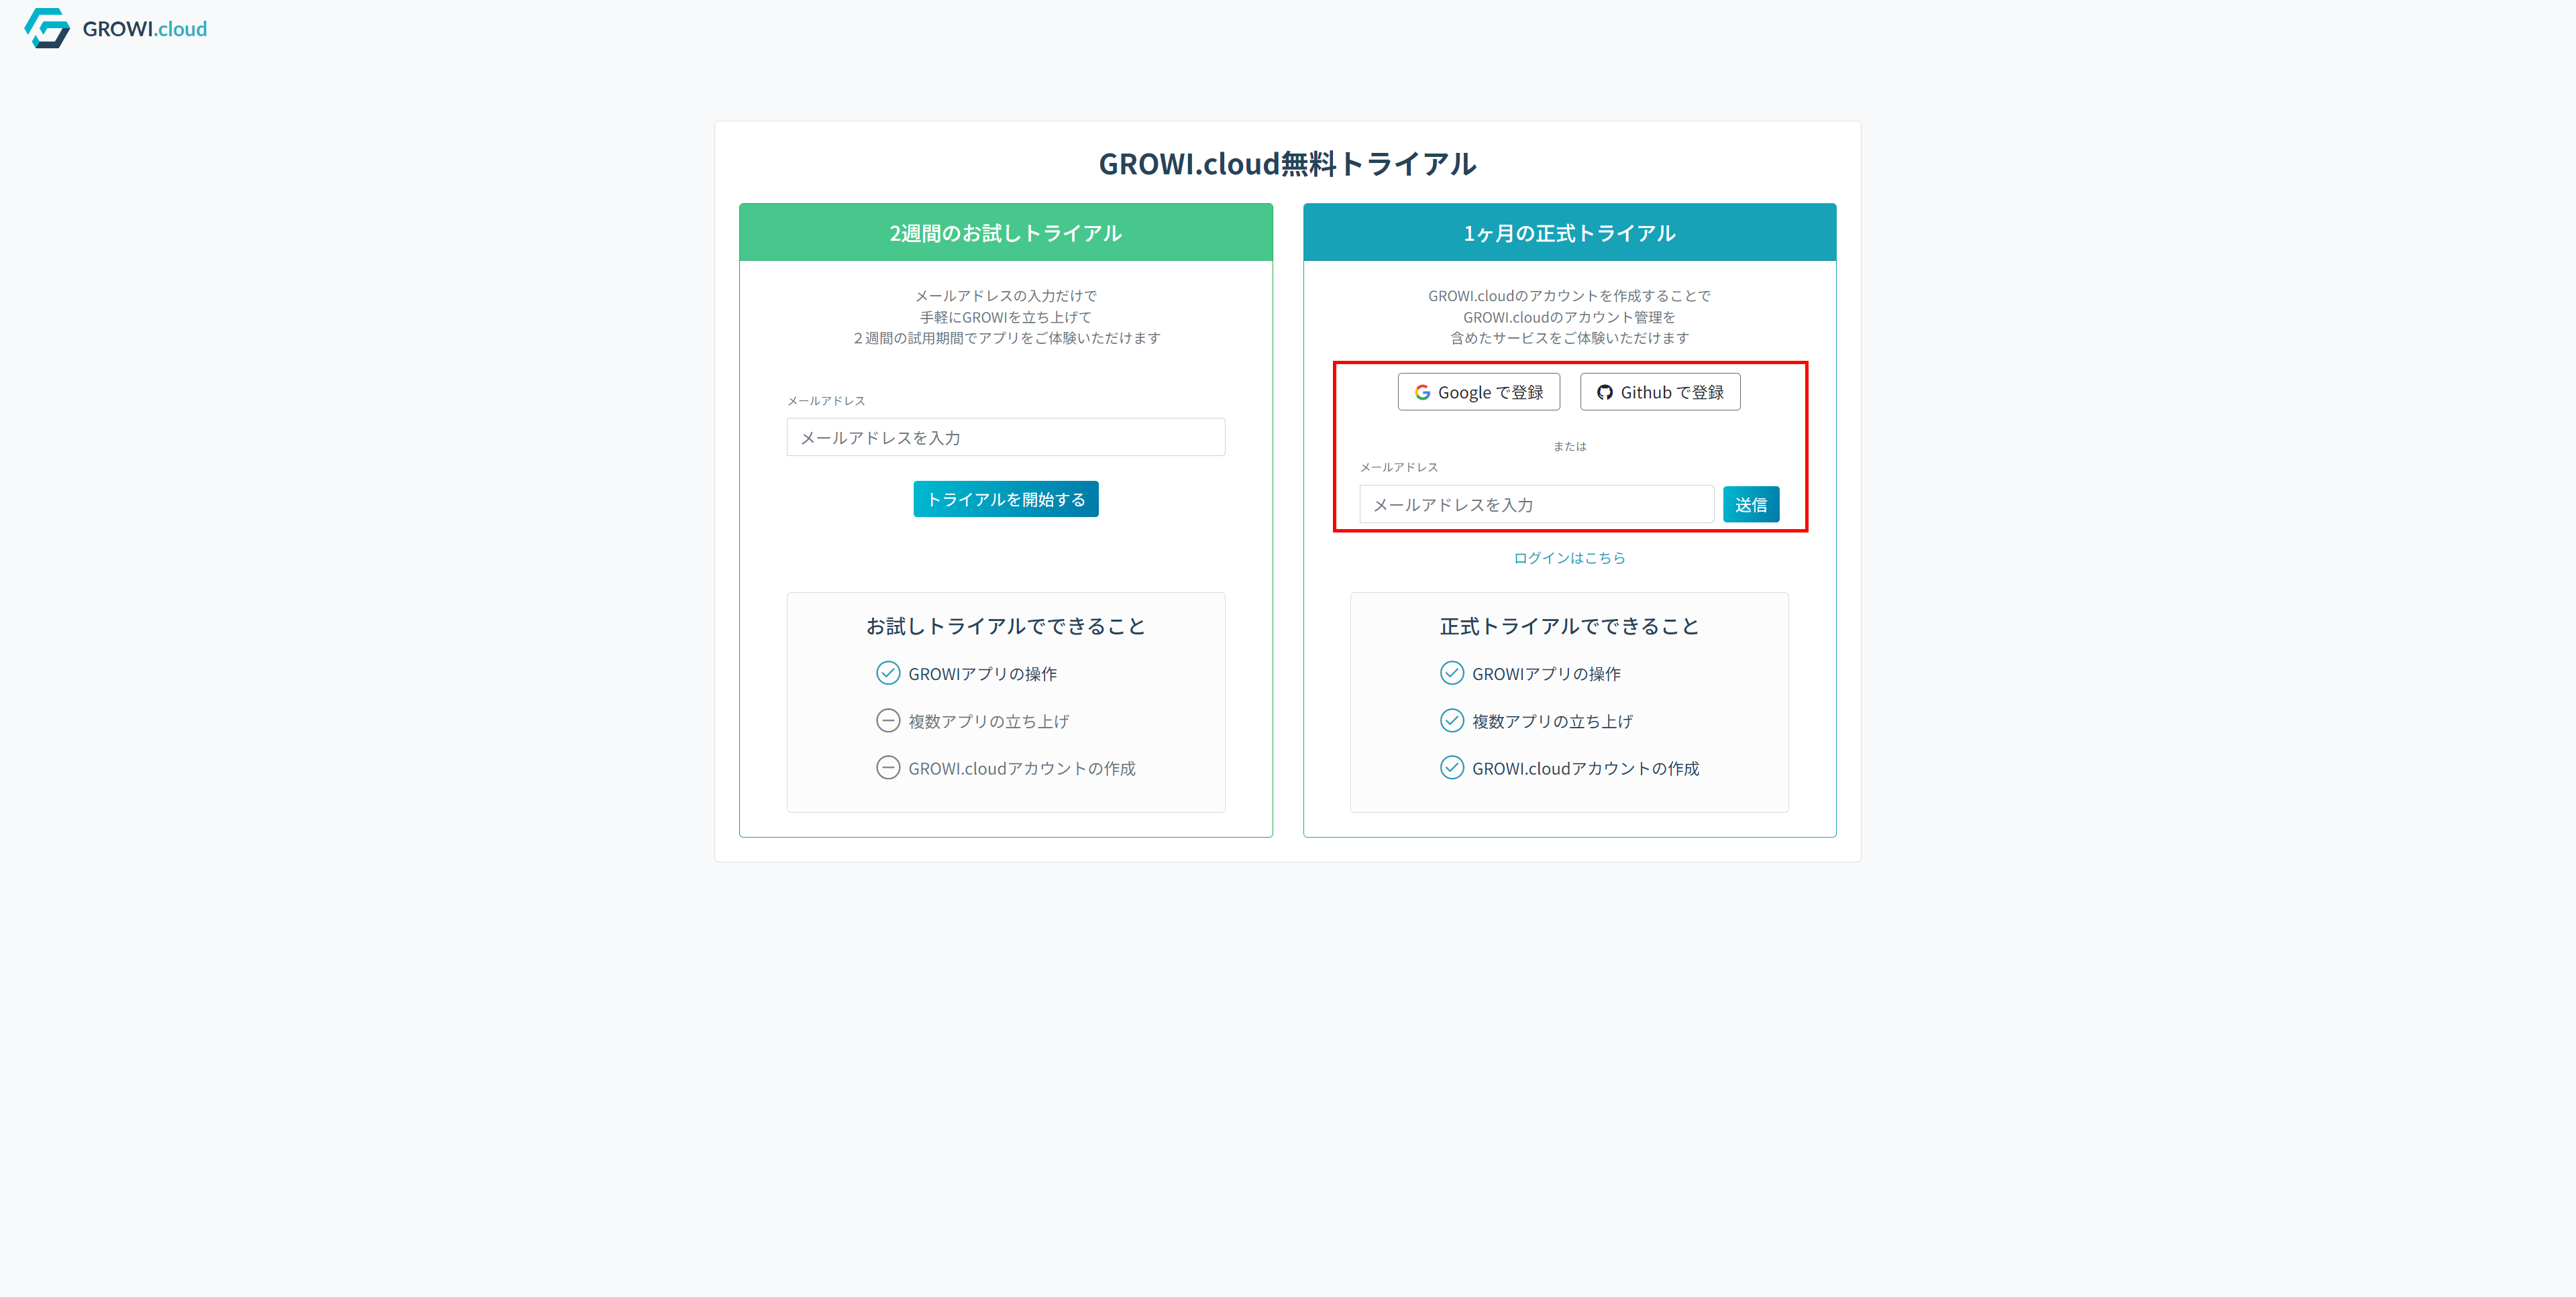 GROWI.cloud
GROWI.cloud無料トライアル
2週間のお試しトライアル
メールアドレスの入力だけで
手軽にGROWIを立ち上げて
２週間の試用期間でアプリをご体験いただけます
メールアドレス
メールアドレスを入力
トライアルを開始する
お試しトライアルでできること
GROWIアプリの操作
複数アプリの立ち上げ
GROWI.cloudアカウントの作成
1ヶ月の正式トライアル
GROWI.cloudのアカウントを作成することで
GROWI.cloudのアカウント管理を
含めたサービスをご体験いただけます
Google で登録
Github で登録
または
メールアドレス
メールアドレスを入力
送信
ログインはこちら
正式トライアルでできること
GROWIアプリの操作
複数アプリの立ち上げ
GROWI.cloudアカウントの作成